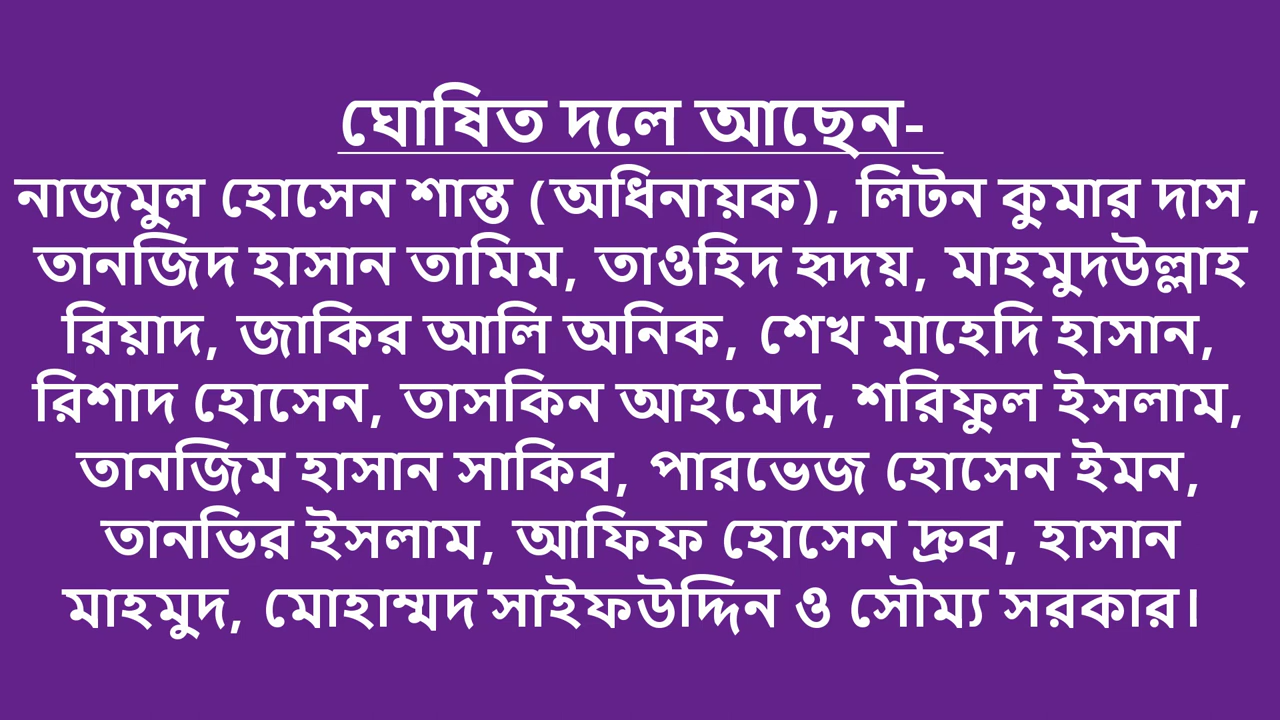 ঘোষিত দলে আছেন-
নাজমুল হোসেন শান্ত (অধিনায়ক), লিটন কুমার দাস,
তানজিদ হাসান তামিম, তাওহিদ হৃদয়, মাহমুদউল্লাহ
রিয়াদ, জাকির আলি অনিক, শেখ মাহেদি হাসান,
রিশাদ হোসেন, তাসকিন আহমেদ, শরিফুল ইসলাম,
তানজিম হাসান সাকিব, পারভেজ হোসেন ইমন,
তানভির ইসলাম, আফিফ হোসেন দ্রুব, হাসান
মাহমুদ, মোহাম্মদ সাইফউদ্দিন ও সৌম্য সরকার।